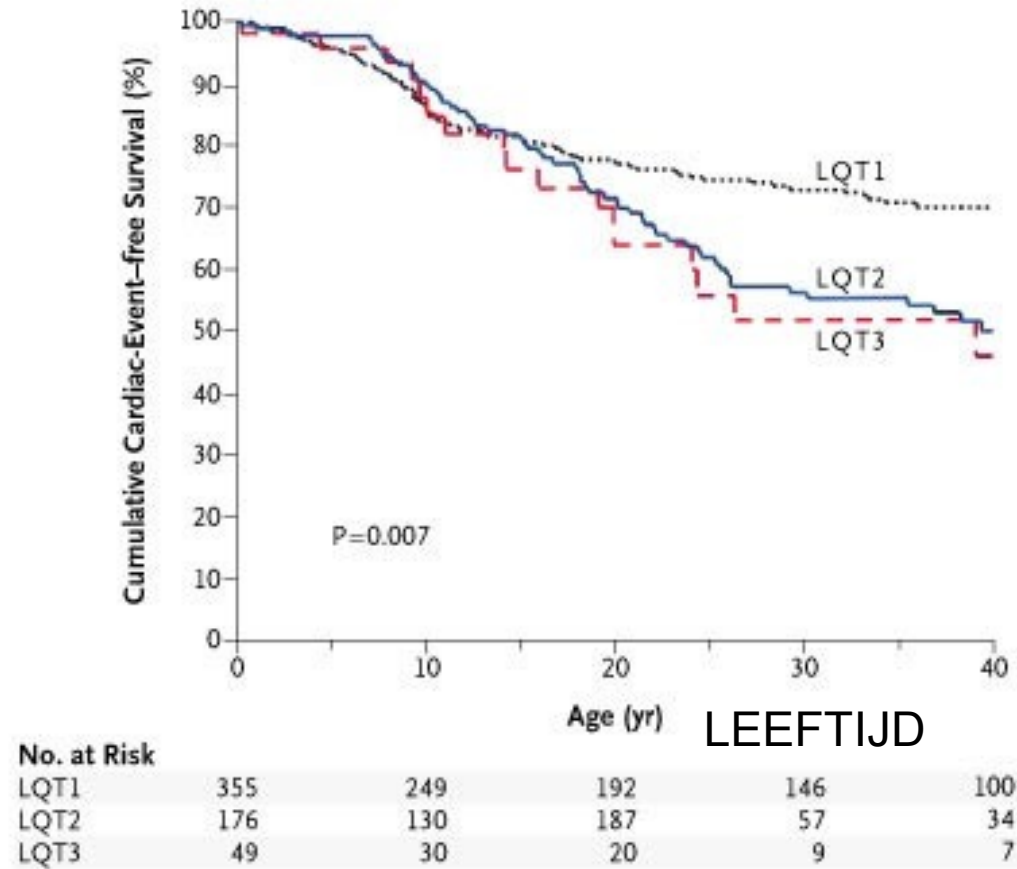 Cumulative Cardiac-Event–free Survival (%)
100
90
80
70
60
50
40
30
20
10
0
LQT1
LQT2
LQT3
P=0.007
0 10 20 30 40
Age (yr) LEEFTIJD
No. at Risk
LQT1 355 249 192 146 100
LQT2 176 130 187 57 34
LQT3 49 30 20 9 7